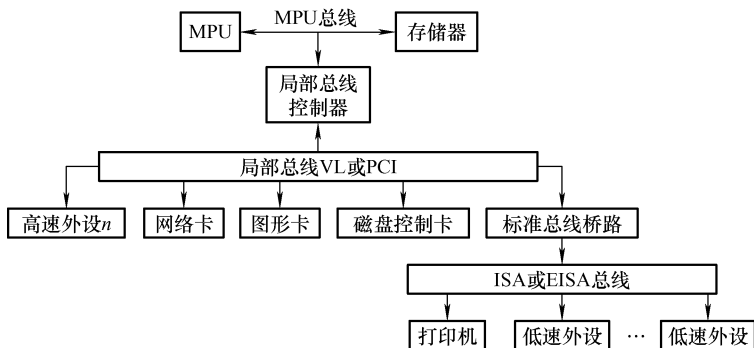 MPU总线
MPU
存储器
局部总线
控制器
局部总线VL或PCI
高速外设n
网络卡
图形卡
磁盘控制卡
标准总线桥路
ISA或EISA总线
打印机
低速外设
…
低速外设